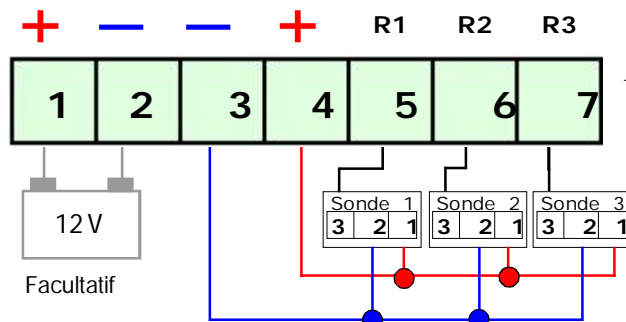 + − − + R1 R2 R3
1 2 3 4 5 6 7
Sonde 1 Sonde 2 Sonde 3
3 2 1 3 2 1 3 2 1
12 V
Facultatif